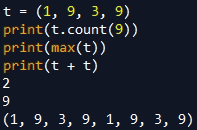 t = (1, 9, 3, 9)
print(t.count(9))
print(max(t))
print(t + t)
2
9
(1, 9, 3, 9, 1, 9, 3, 9)